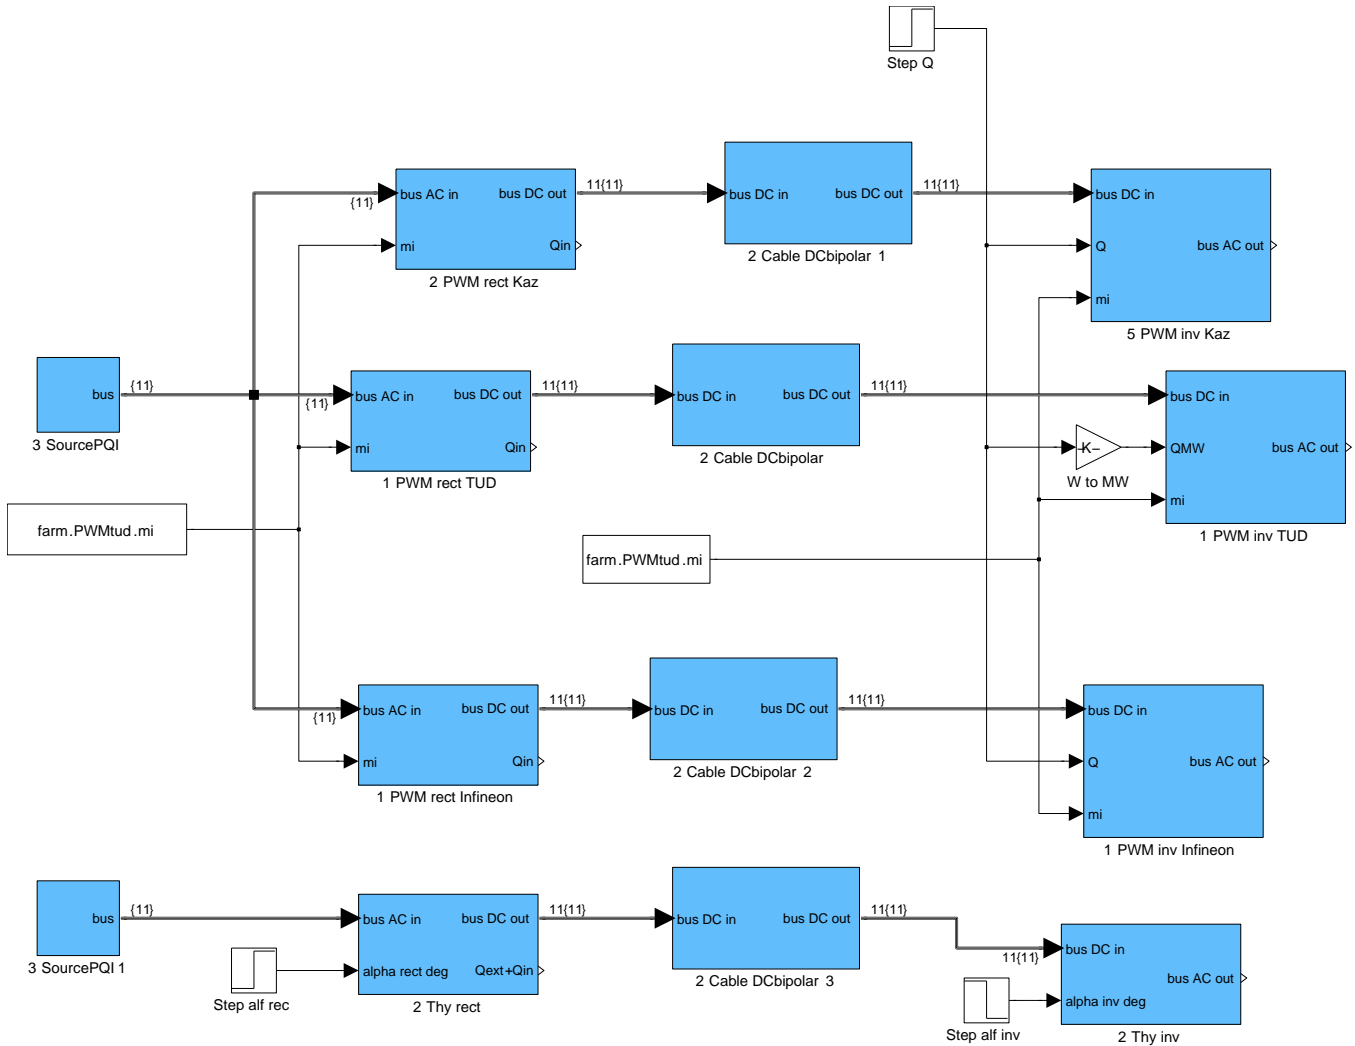 Step Q
bus AC in
bus DC out
{11}
mi
Qin
2 PWM rect Kaz
11{11}
bus DC in
bus DC out
2 Cable DCbipolar 1
11{11}
bus DC in
Q
bus AC out
mi
5 PWM inv Kaz
bus
{11}
3 SourcePQI
{11}
bus AC in
bus DC out
mi
Qin
1 PWM rect TUD
11{11}
bus DC in
bus DC out
2 Cable DCbipolar
11{11}
-K-
W to MW
bus DC in
QMW
bus AC out
mi
1 PWM inv TUD
farm.PWMtud.mi
farm.PWMtud.mi
{11}
bus AC in
bus DC out
mi
Qin
1 PWM rect Infineon
11{11}
bus DC in
bus DC out
2 Cable DCbipolar 2
11{11}
bus DC in
Q
bus AC out
mi
1 PWM inv Infineon
bus
{11}
3 SourcePQI 1
Step alf rec
bus AC in
bus DC out
alpha rect deg
Qext+Qin
2 Thy rect
11{11}
bus DC in
bus DC out
2 Cable DCbipolar 3
11{11}
11{11}
Step alf inv
bus DC in
bus AC out
alpha inv deg
2 Thy inv